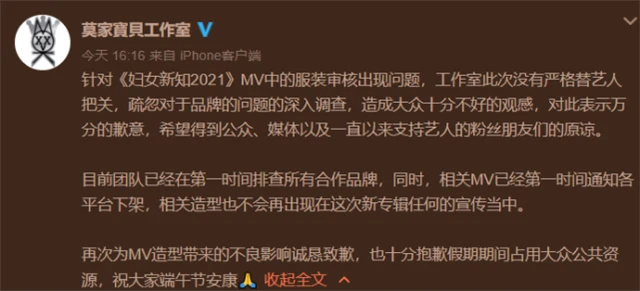 莫家寶貝工作室
今天 16:16 来自 iPhone客户端
针对《妇女新知2021》MV中的服装审核出现问题，工作室此次没有严格替艺人
把关，疏忽对于品牌的问题的深入调查，造成大众十分不好的观感，对此表示万
分的歉意，希望得到公众、媒体以及一直以来支持艺人的粉丝朋友们的原谅。
目前团队已经在第一时间排查所有合作品牌，同时，相关MV已经第一时间通知各
平台下架，相关造型也不会再出现在这次新专辑任何的宣传当中。
再次为MV造型带来的不良影响诚恳致歉，也十分抱歉假期期间占用大众公共资
源，祝大家端午节安康🙏 收起全文